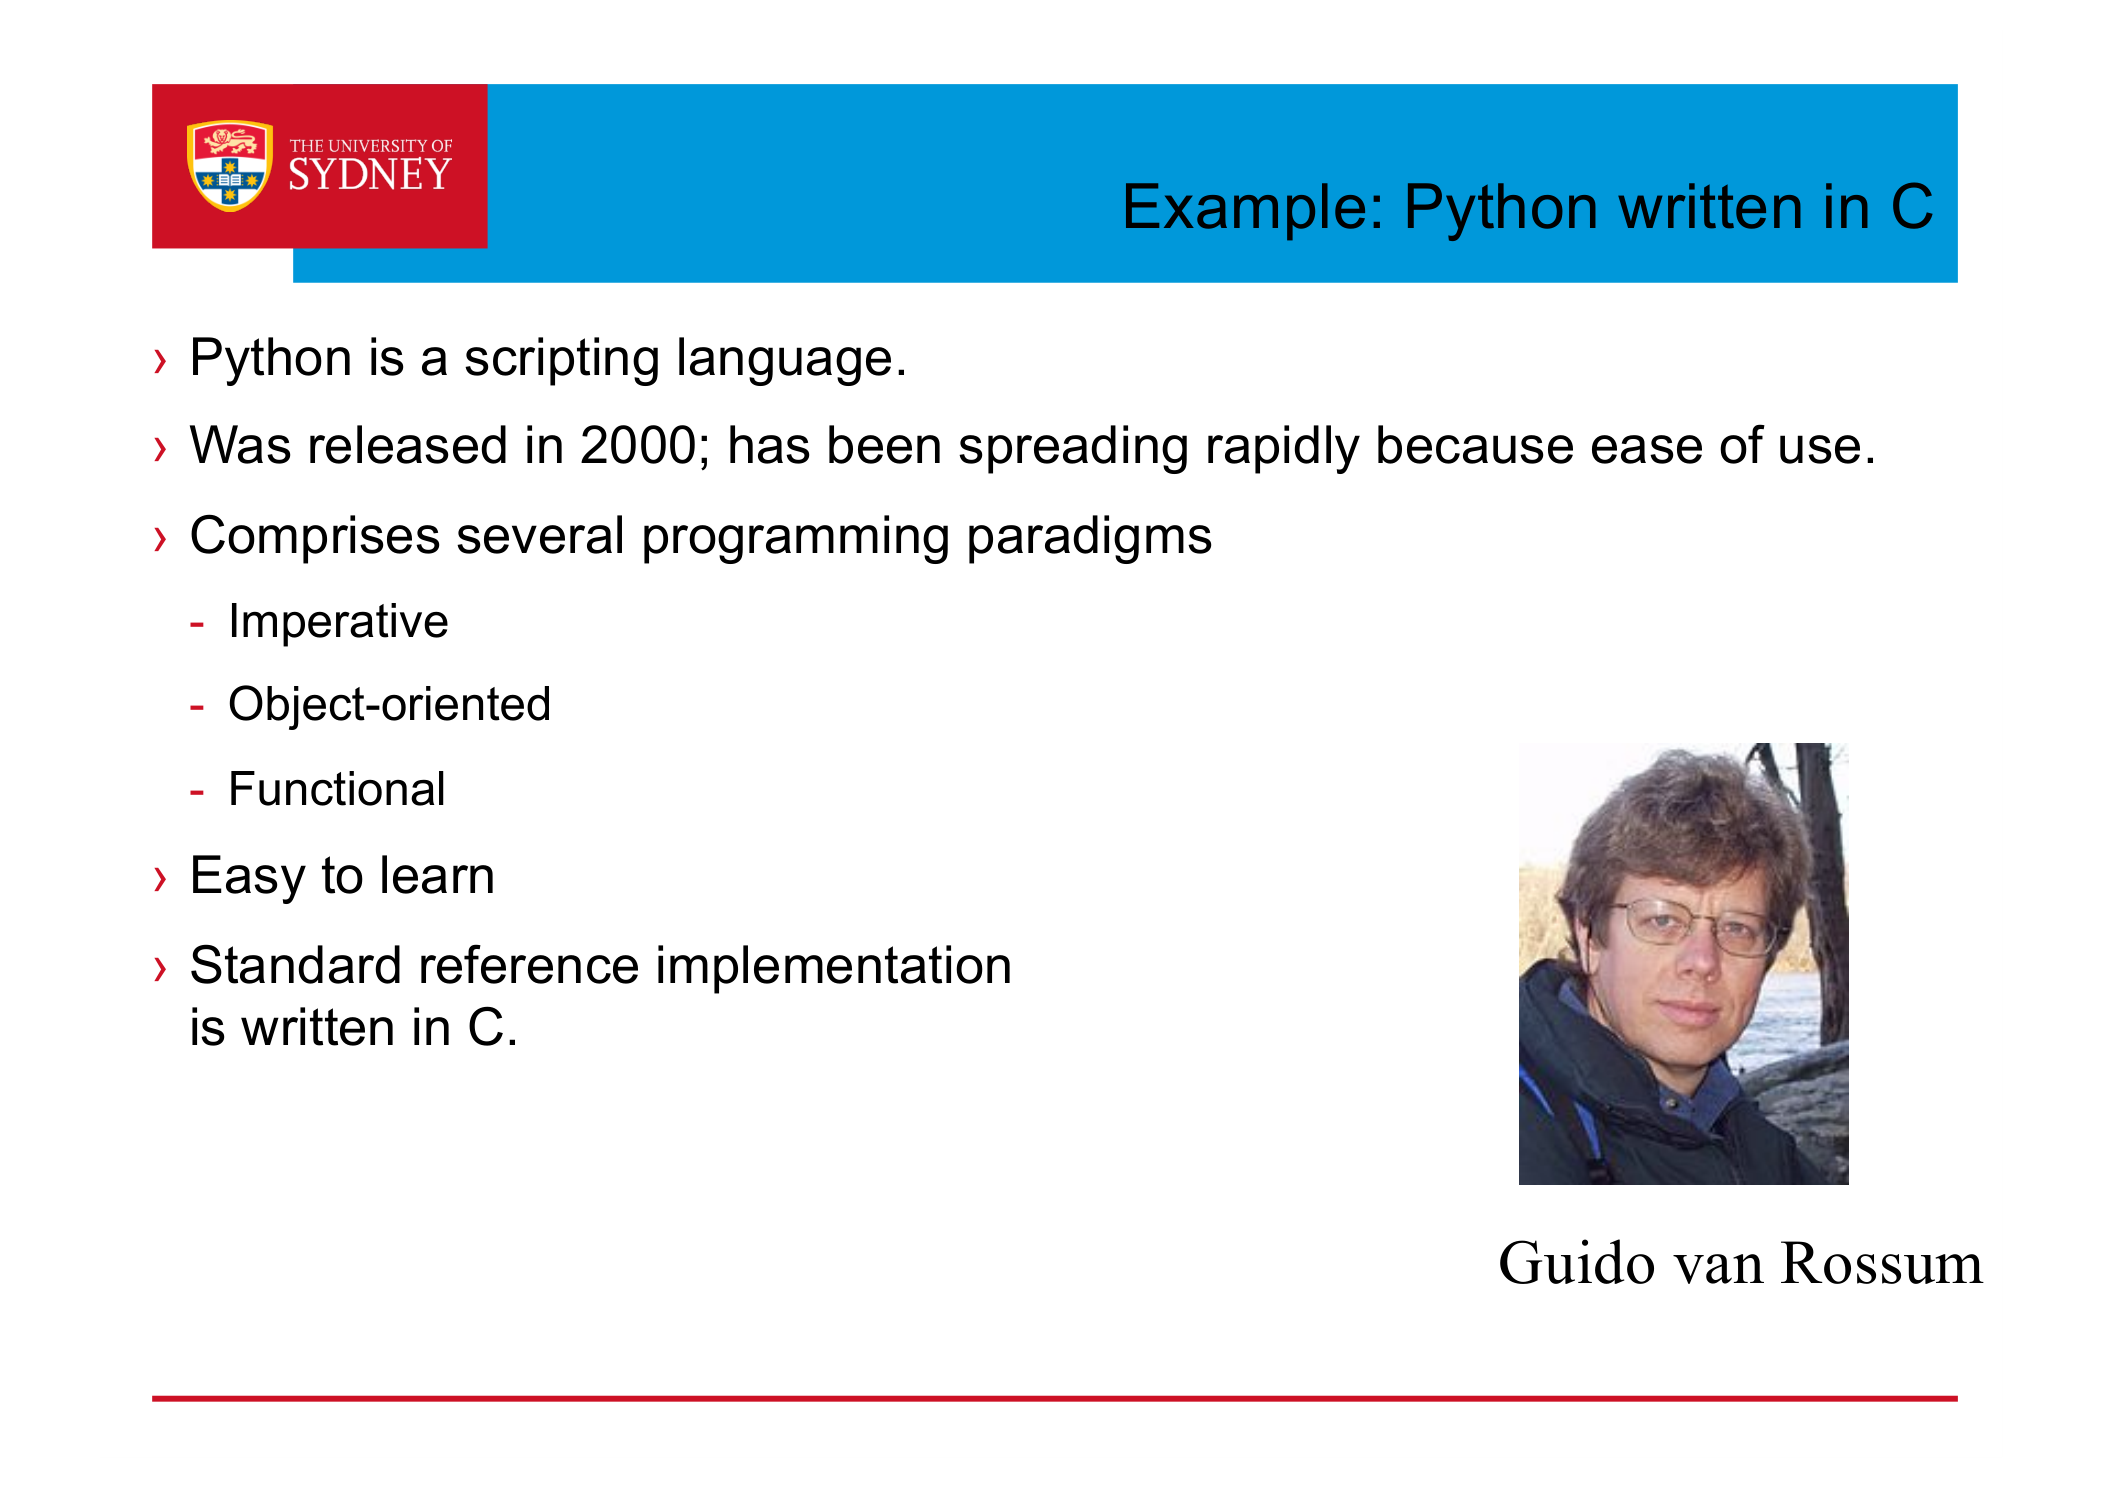 THE UNIVERSITY OF
SYDNEY
Example: Python written in C
› Python is a scripting language.
› Was released in 2000; has been spreading rapidly because ease of use.
› Comprises several programming paradigms
- Imperative
- Object-oriented
- Functional
› Easy to learn
› Standard reference implementation
is written in C.
Guido van Rossum